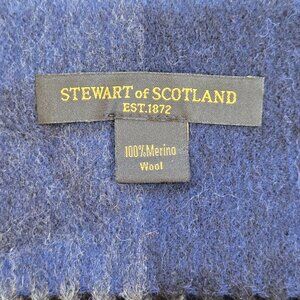 STEWART of SCOTLAND
EST.1872
100%Merino
Wool